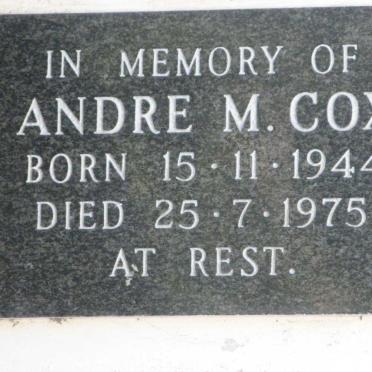 IN MEMORY OF
ANDRE M. COX
BORN 15·11·1944
DIED 25·7·1975
AT REST.